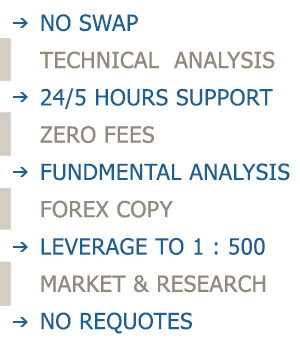 NO SWAP
TECHNICAL ANALYSIS
24/5 HOURS SUPPORT
ZERO FEES
FUNDMENTAL ANALYSIS
FOREX COPY
LEVERAGE TO 1 : 500
MARKET & RESEARCH
NO REQUOTES